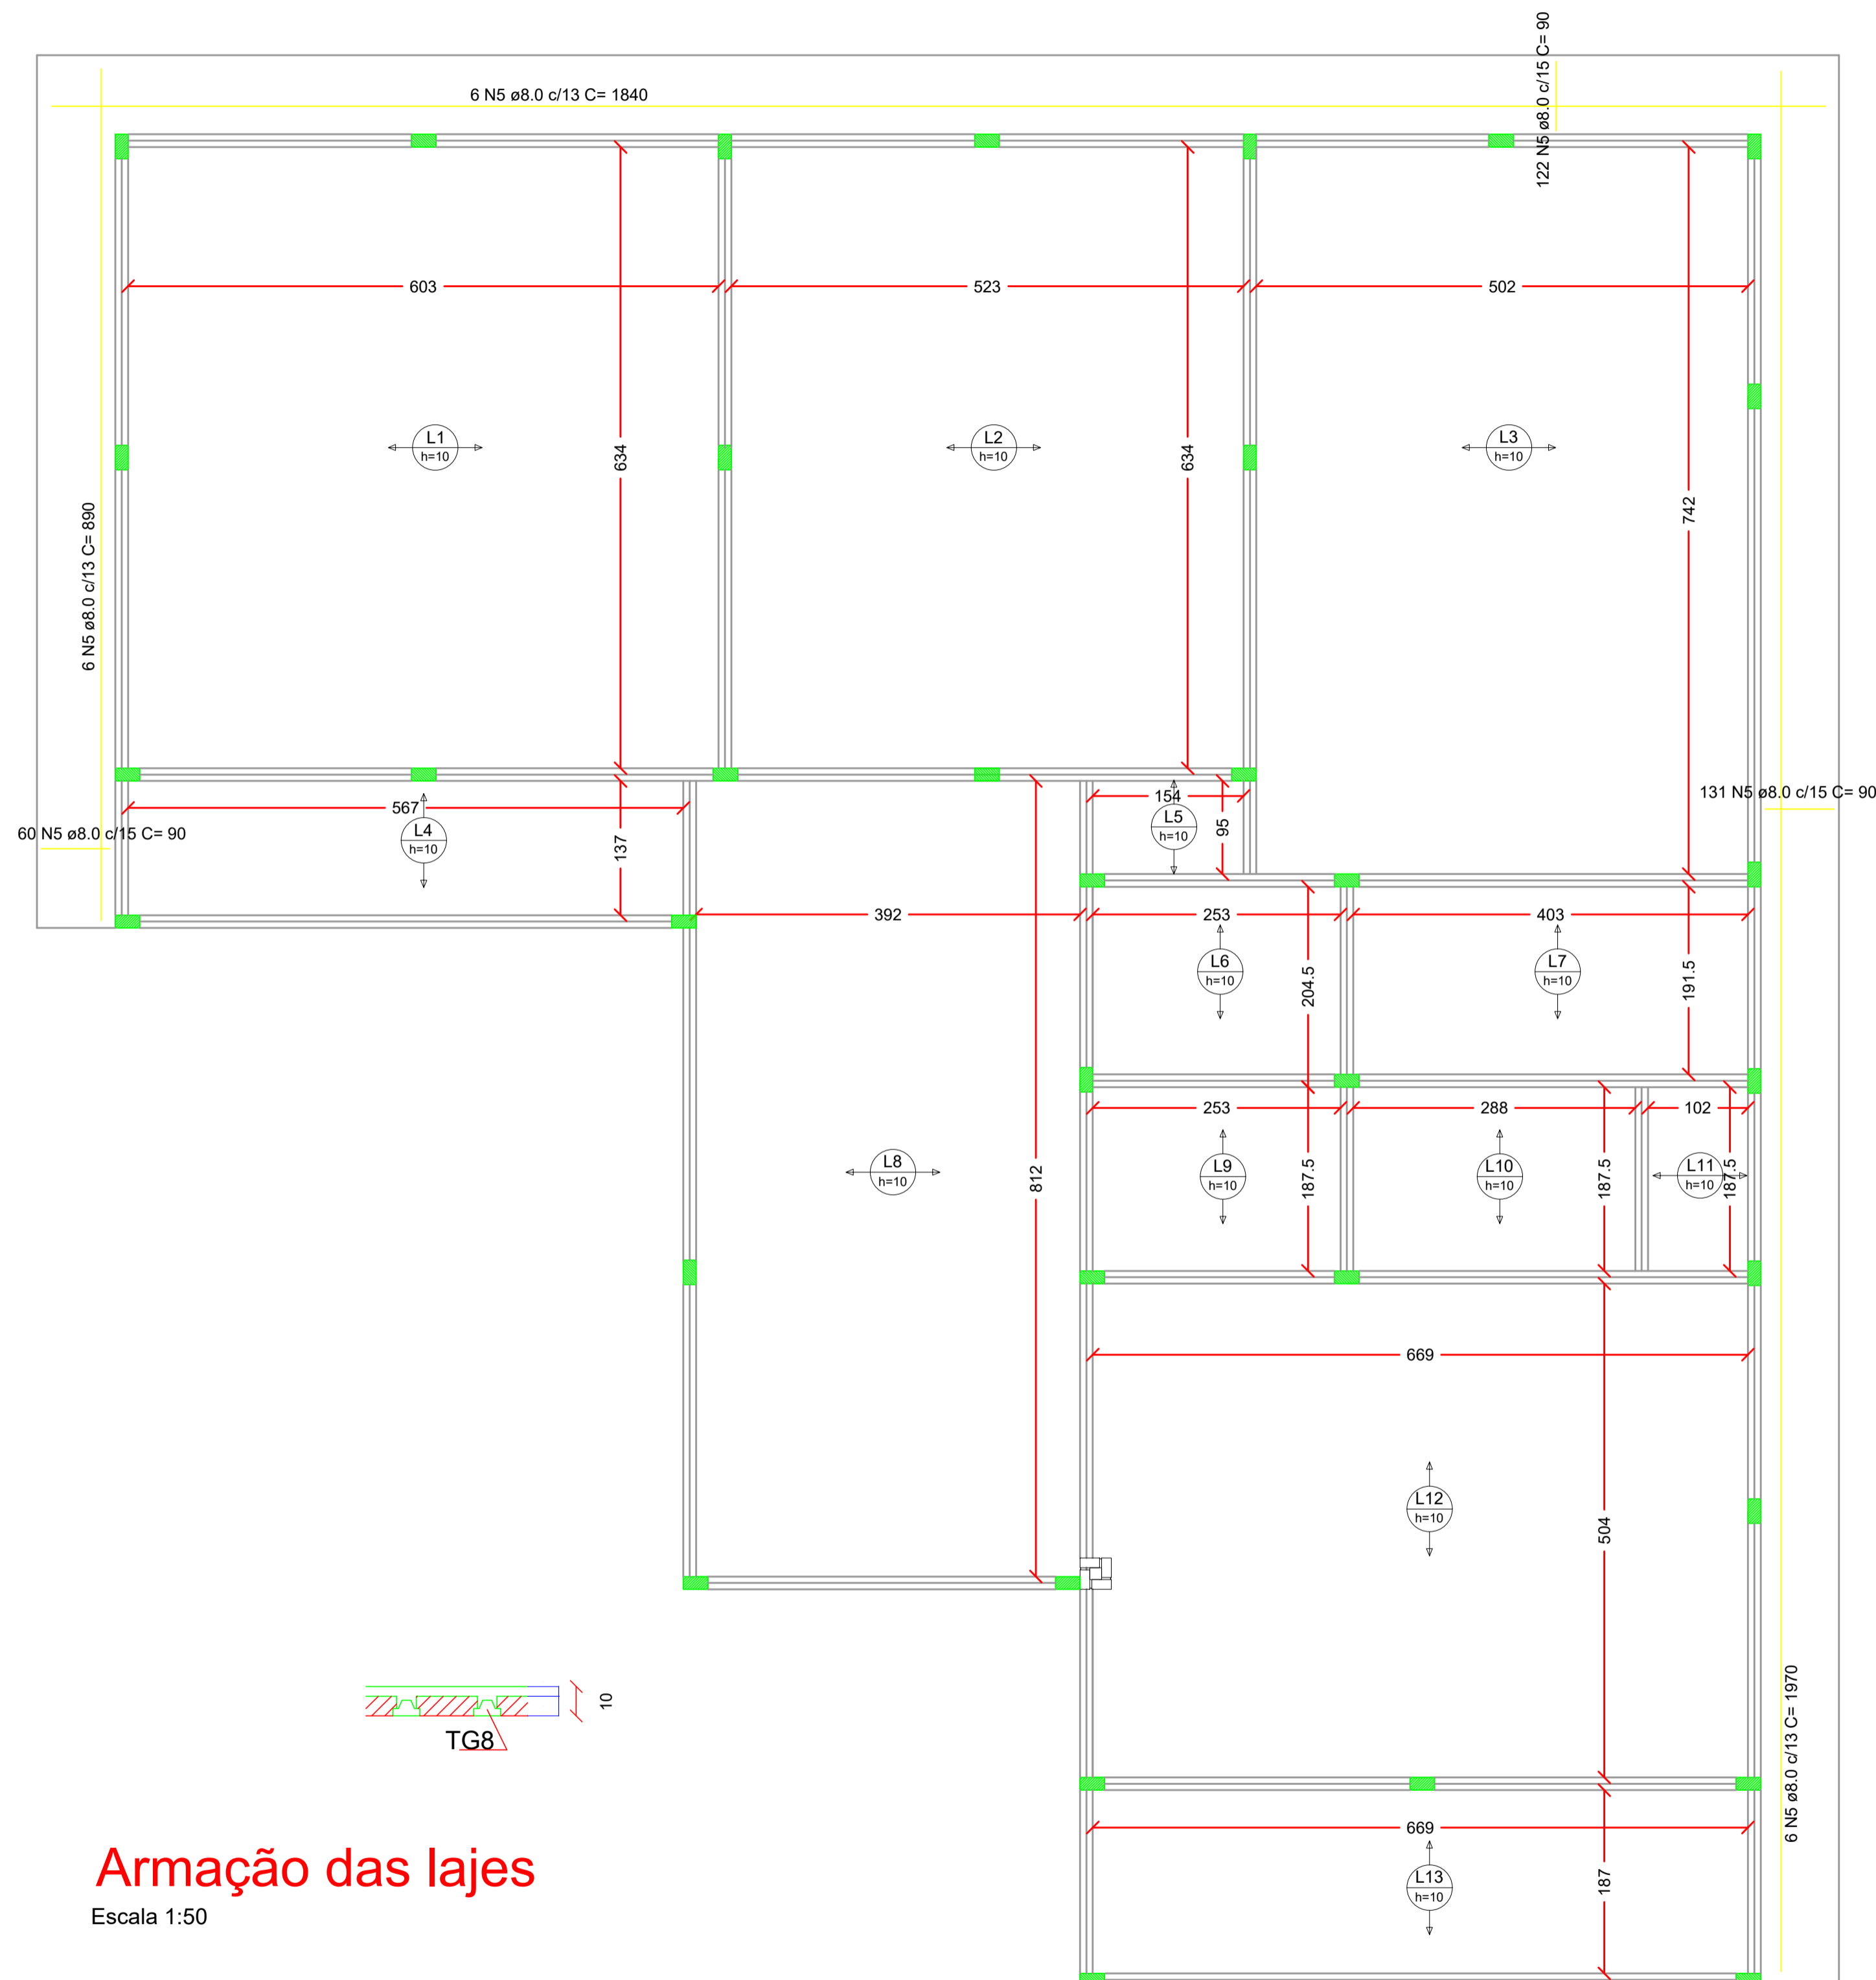 6 N5 ø8.0 c/13 C= 1840
122 N5 ø8.0 c/15 C= 90
603
523
502
L1
h=10
634
L2
h=10
634
L3
h=10
742
6 N5 ø8.0 c/13 C= 890
567
60 N5 ø8.0 c/15 C= 90
L4
h=10
137
154
L5
h=10
95
131 N5 ø8.0 c/15 C= 90
392
253
403
L6
h=10
204.5
L7
h=10
191.5
253
288
102
L8
h=10
812
L9
h=10
187.5
L10
h=10
187.5
L11
h=10
187.5
669
L12
h=10
504
6 N5 ø8.0 c/13 C= 1970
10
TG8
669
L13
h=10
187
Armação das lajes
Escala 1:50